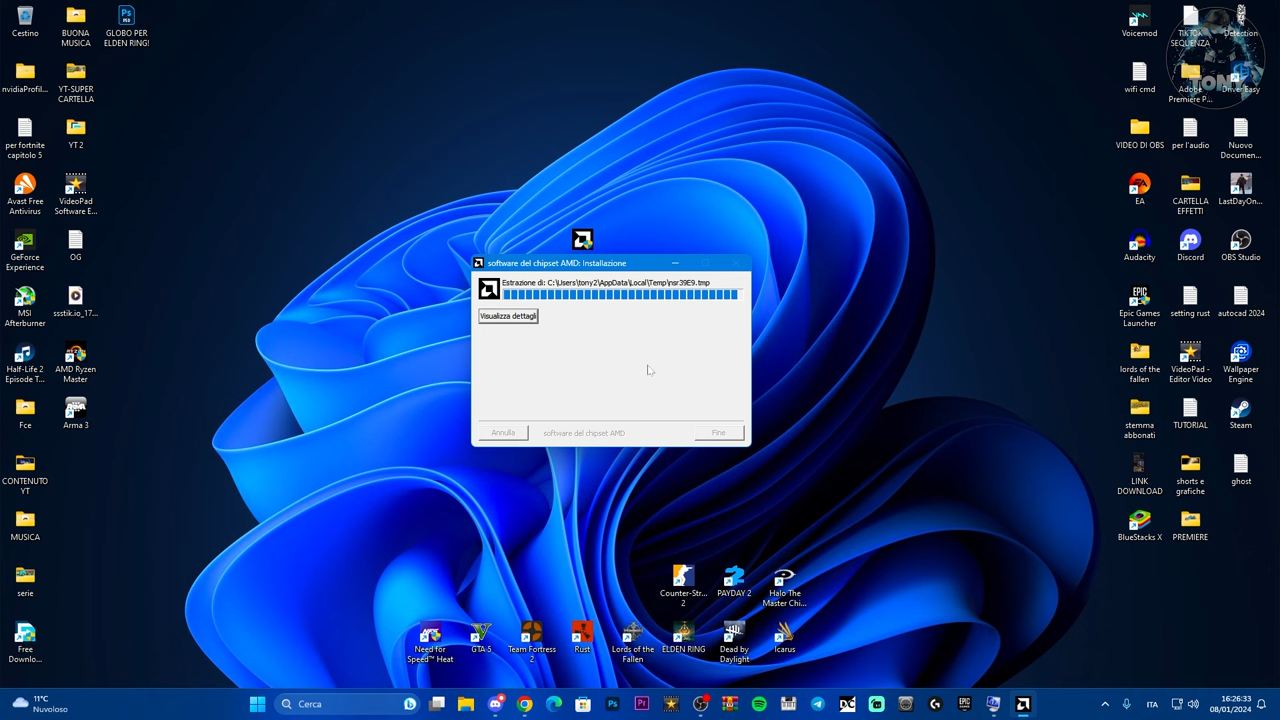 Cestino
BUONA
MUSICA
GLOBO PER
ELDEN RING!
nvidiaProfil...
YT-SUPER
CARTELLA
per fortnite
capitolo 5
YT 2
Avast Free
Antivirus
VideoPad
Software E...
GeForce
Experience
OG
MSI
Afterburner
ssstik.io_17...
Half-Life 2
Episode T...
AMD Ryzen
Master
Fce
Arma 3
CONTENUTO
YT
MUSICA
serie
Free
Downlo...
software del chipset AMD: Installazione
Estrazione di: C:\Users\tony2\AppData\Local\Temp\nsr39E9.tmp
Visualizza dettagli
Annulla
software del chipset AMD
Fine
Counter-Str...
2
PAYDAY 2
Halo The
Master Chi...
Need for
Speed™ Heat
GTA 5
Team Fortress
2
Rust
Lords of the
Fallen
ELDEN RING
Dead by
Daylight
Icarus
Voicemod
TIKTOK
SEQUENZA
Detection
TONY
wifi cmd
Adobe
Premiere P...
Driver Easy
VIDEO DI OBS
per l'audio
Nuovo
Documen...
EA
CARTELLA
EFFETTI
LastDayOn...
Audacity
Discord
OBS Studio
Epic Games
Launcher
setting rust
autocad 2024
lords of the
fallen
VideoPad -
Editor Video
Wallpaper
Engine
stemma
abbonati
TUTORIAL
Steam
LINK
DOWNLOAD
shorts e
grafiche
ghost
BlueStacks X
PREMIERE
11°C
Nuvoloso
Cerca
ITA
16:26:33
08/01/2024